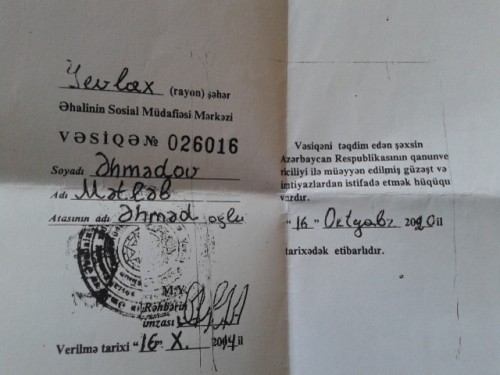 Yevlax (rayon) şəhər
Əhalinin Sosial Müdafiəsi Mərkəzi
VƏSİQƏ № 026016
Soyadı Əhmədov
Adı Mətləb
Atasının adı Əhməd oğlu
M.Y.
Rəhbərin
imzası
Verilmə tarixi "16" X. 2014 il
Vəsiqəni təqdim edən şəxsin
Azərbaycan Respublikasının qanunve
riciliyi ilə müəyyən edilmiş güzəşt və
imtiyazlardan istifadə etmək hüququ
vardır.
"16" Oktyabr 2020 il
tarixədək etibarlıdır.